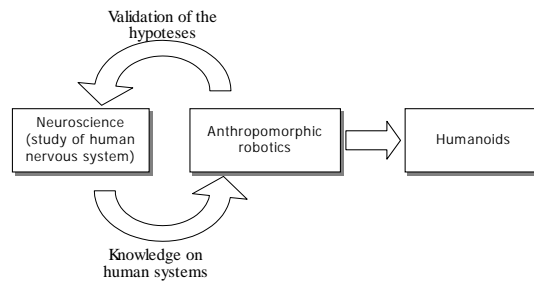 Validation of the
hypoteses
Neuroscience
(study of human
nervous system)
Anthropomorphic
robotics
Humanoids
Knowledge on
human systems